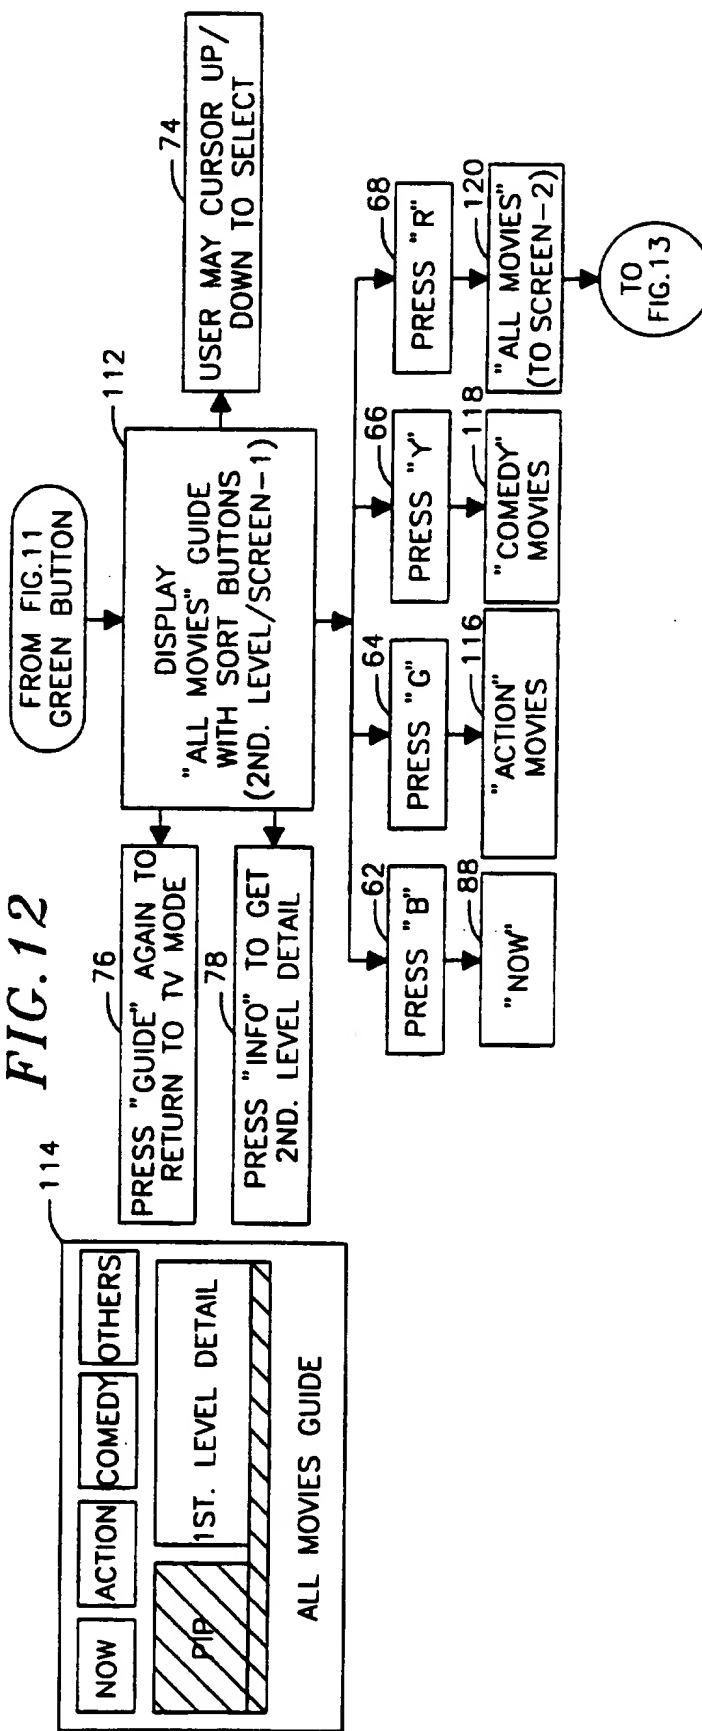 FIG.12
114
NOW
ACTION
COMEDY
OTHERS
PIP
1ST. LEVEL DETAIL
ALL MOVIES GUIDE
FROM FIG.11
GREEN BUTTON
112
DISPLAY
"ALL MOVIES" GUIDE
WITH SORT BUTTONS
(2ND. LEVEL/SCREEN-1)
76
PRESS "GUIDE" AGAIN TO
RETURN TO TV MODE
78
PRESS "INFO" TO GET
2ND. LEVEL DETAIL
74
USER MAY CURSOR UP/
DOWN TO SELECT
62
PRESS "B"
88
"NOW"
64
PRESS "G"
116
"ACTION"
MOVIES
66
PRESS "Y"
118
"COMEDY"
MOVIES
68
PRESS "R"
120
"ALL MOVIES"
(TO SCREEN-2)
TO
FIG.13